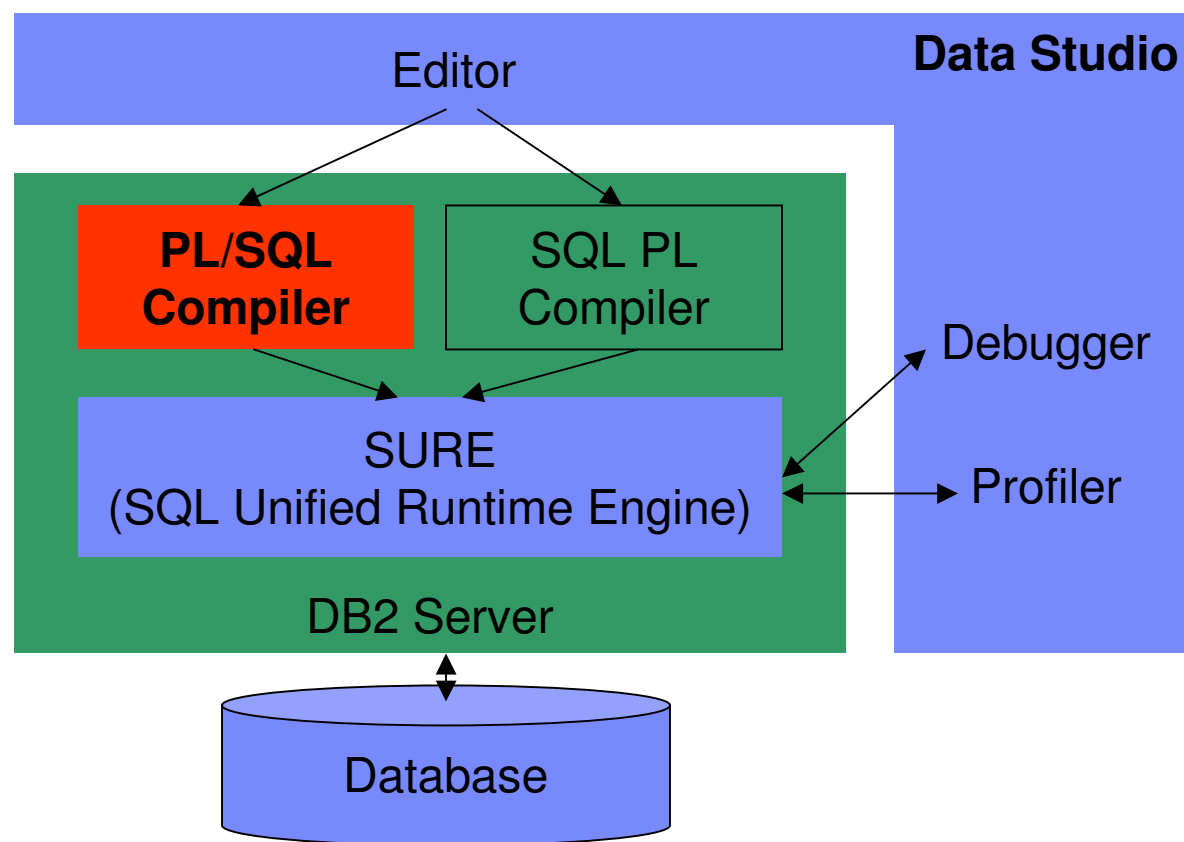 Data Studio
Editor
PL/SQL
Compiler
SQL PL
Compiler
Debugger
SURE
(SQL Unified Runtime Engine)
Profiler
DB2 Server
Database